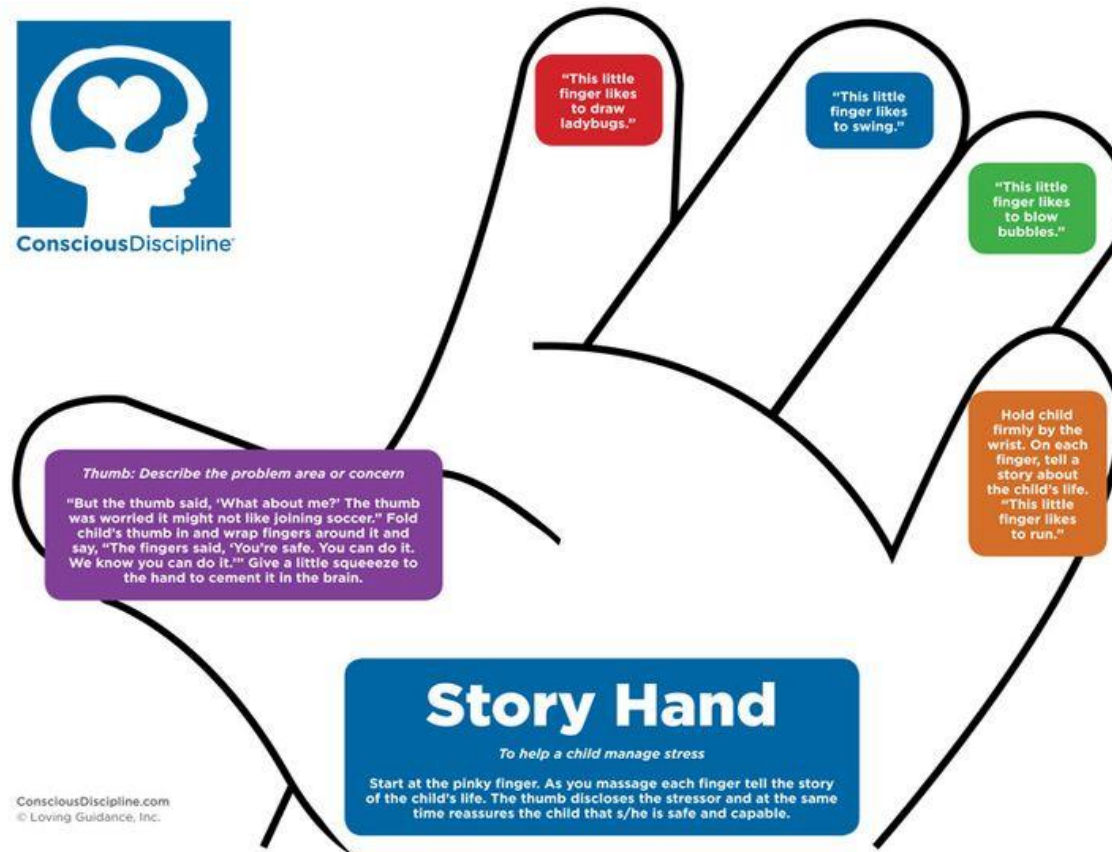 ConsciousDiscipline®
"This little
finger likes
to draw
ladybugs."
"This little
finger likes
to swing."
"This little
finger likes
to blow
bubbles."
Hold child
firmly by the
wrist. On each
finger, tell a
story about
the child's life.
"This little
finger likes
to run."
Thumb: Describe the problem area or concern
"But the thumb said, 'What about me?' The thumb
was worried it might not like joining soccer." Fold
child's thumb in and wrap fingers around it and
say, "The fingers said, 'You're safe. You can do it.
We know you can do it.'" Give a little squeeeze to
the hand to cement it in the brain.
Story Hand
To help a child manage stress
Start at the pinky finger. As you massage each finger tell the story
of the child's life. The thumb discloses the stressor and at the same
time reassures the child that s/he is safe and capable.
ConsciousDiscipline.com
© Loving Guidance, Inc.